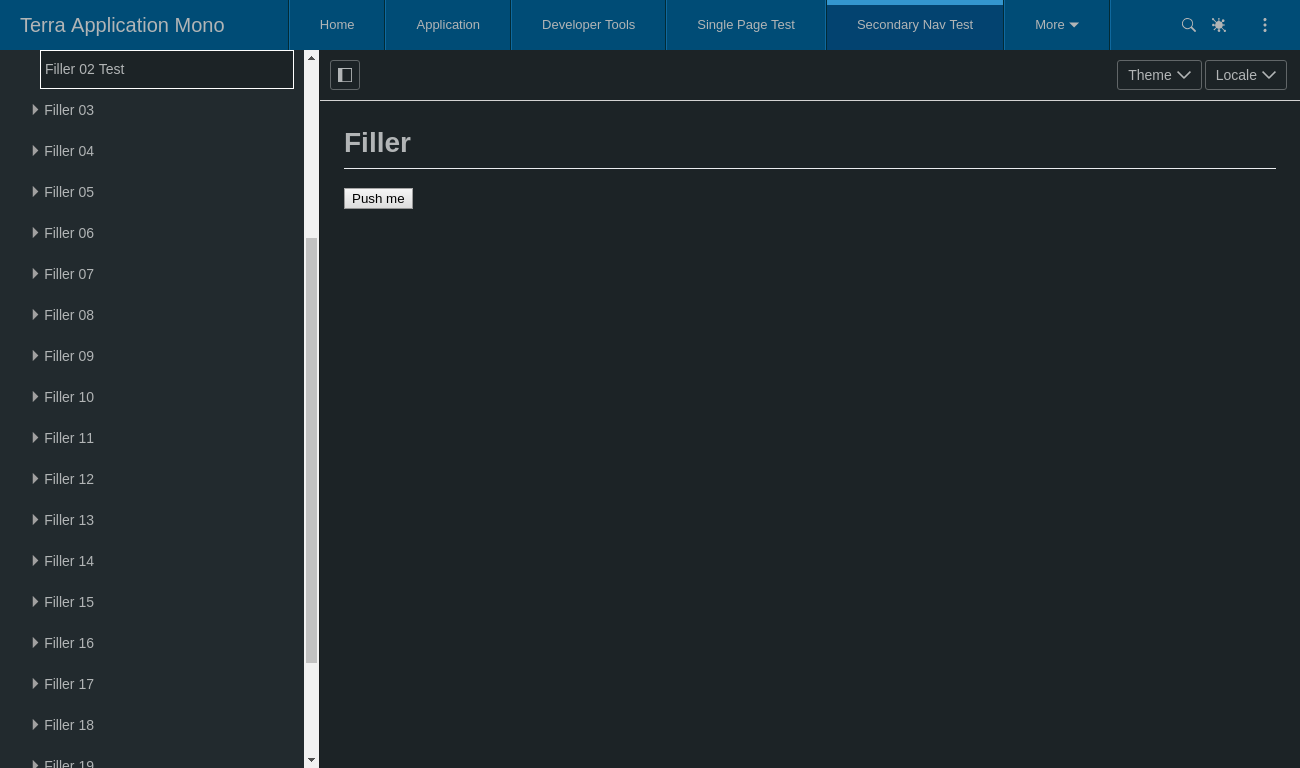 Terra Application Mono
Home
Application
Developer Tools
Single Page Test
Secondary Nav Test
More
Filler 02 Test
Filler 03
Filler 04
Filler 05
Filler 06
Filler 07
Filler 08
Filler 09
Filler 10
Filler 11
Filler 12
Filler 13
Filler 14
Filler 15
Filler 16
Filler 17
Filler 18
Filler 19
Theme
Locale
Filler
Push me